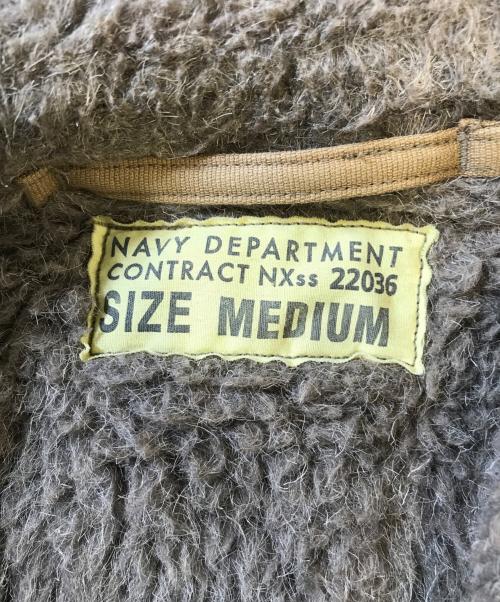 NAVY DEPARTMENT
CONTRACT NXss 22036
SIZE MEDIUM